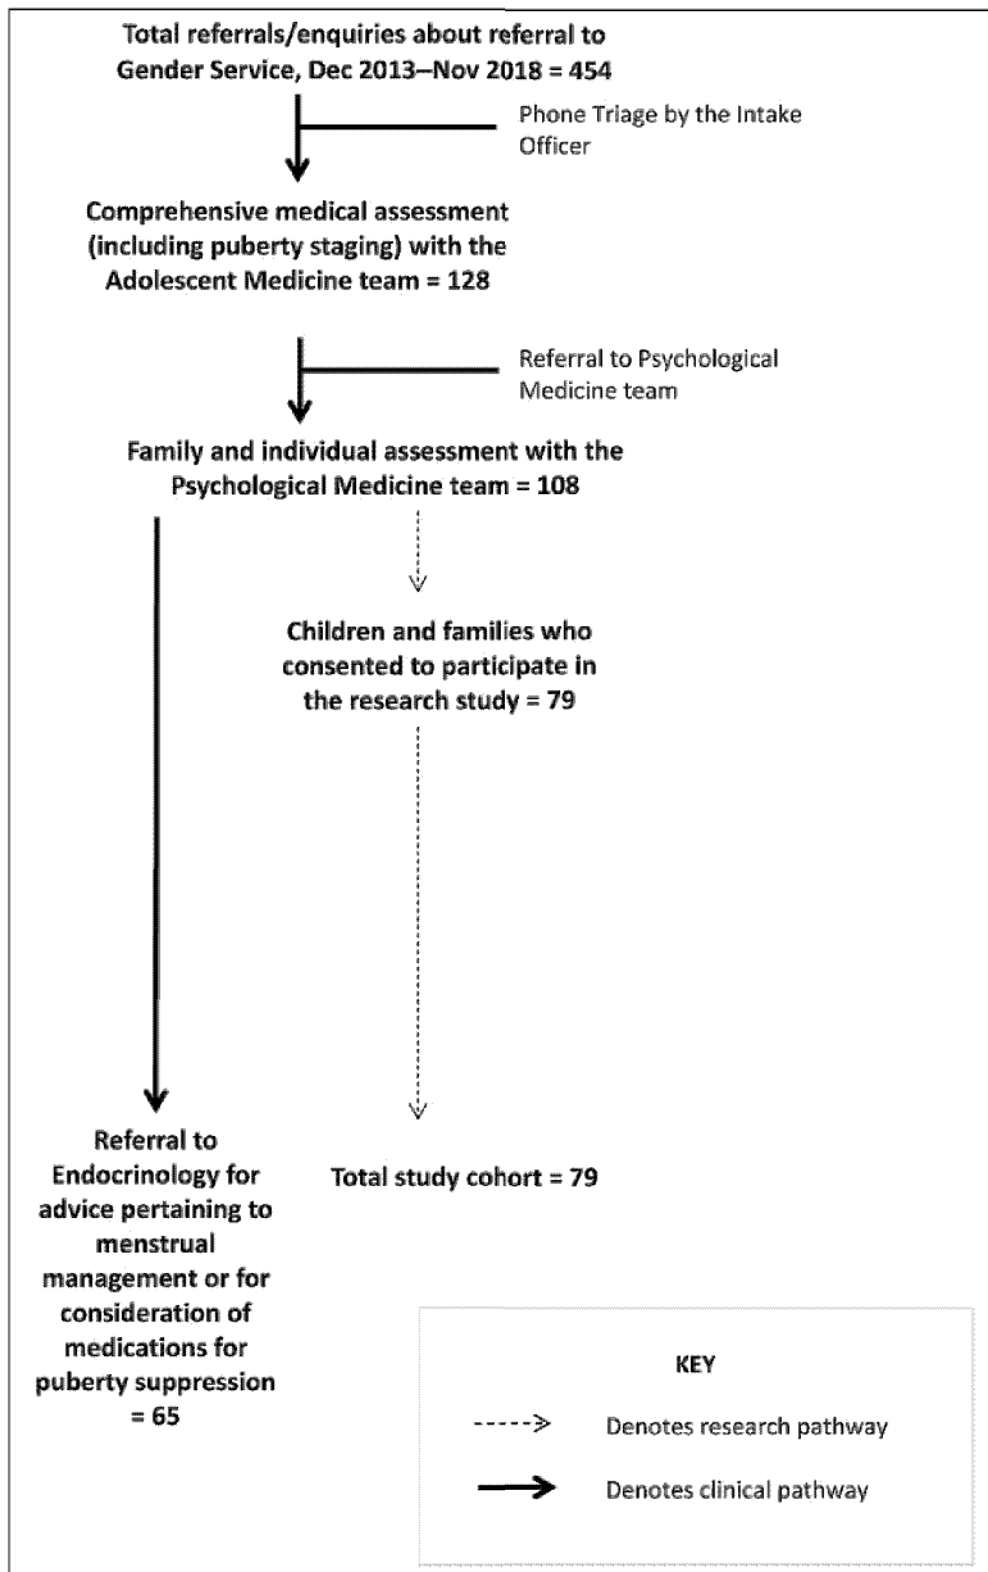 Total referrals/enquiries about referral to
Gender Service, Dec 2013–Nov 2018 = 454
Phone Triage by the Intake
Officer
Comprehensive medical assessment
(including puberty staging) with the
Adolescent Medicine team = 128
Referral to Psychological
Medicine team
Family and individual assessment with the
Psychological Medicine team = 108
Children and families who
consented to participate in
the research study = 79
Referral to
Endocrinology for
advice pertaining to
menstrual
management or for
consideration of
medications for
puberty suppression
= 65
Total study cohort = 79
KEY
Denotes research pathway
Denotes clinical pathway